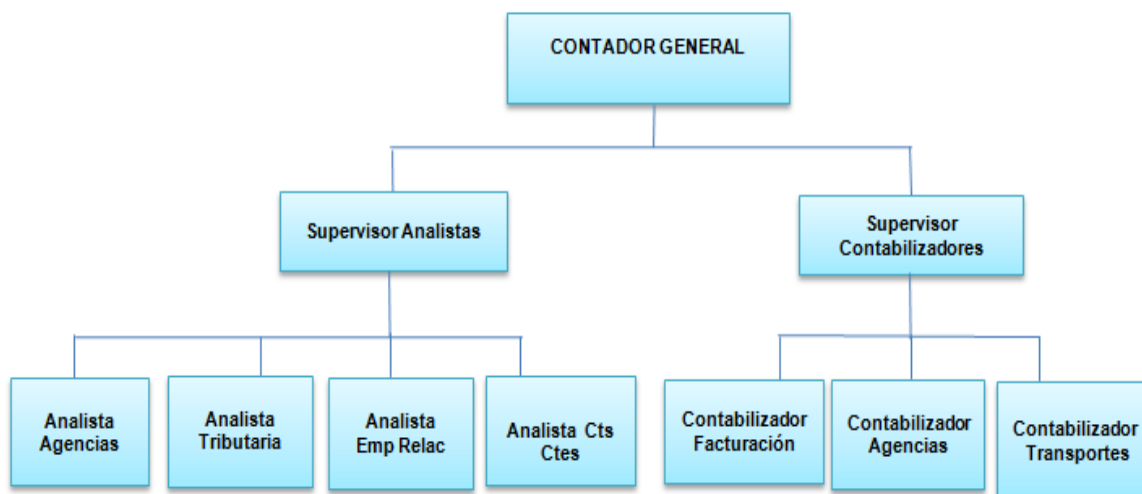 CONTADOR GENERAL
Supervisor Analistas
Supervisor
Contabilizadores
Analista
Agencias
Analista
Tributaria
Analista
Emp Relac
Analista Cts
Ctes
Contabilizador
Facturación
Contabilizador
Agencias
Contabilizador
Transportes